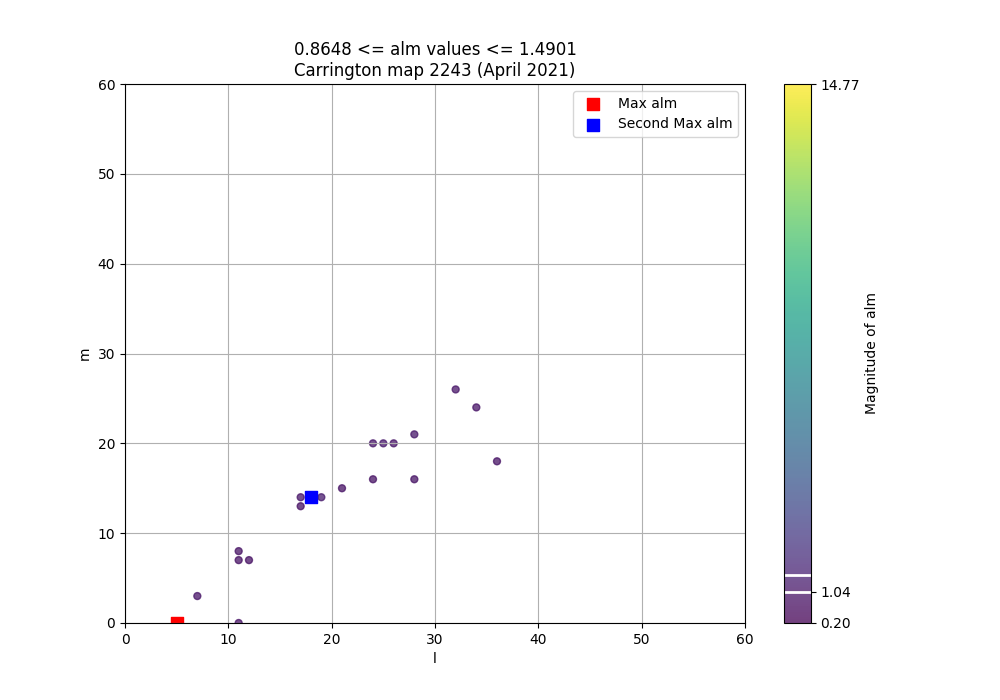 0.8648 <= alm values <= 1.4901
Carrington map 2243 (April 2021)
Max alm
Second Max alm
60
50
40
30
20
10
0
m
0 10 20 30 40 50 60
l
14.77
1.04
0.20
Magnitude of alm